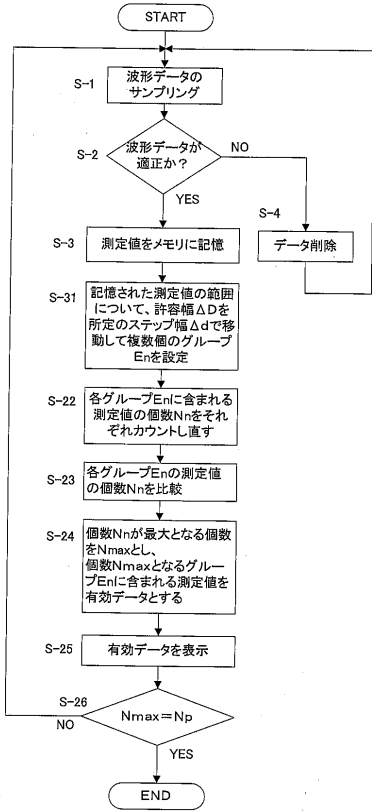 START
S-1
波形データの
サンプリング
S-2
波形データが
適正か？
NO
YES
S-4
データ削除
S-3
測定値をメモリに記憶
S-31
記憶された測定値の範囲
について、許容幅ΔDを
所定のステップ幅Δdで移
動して複数個のグループ
Enを設定
S-22
各グループEnに含まれる
測定値の個数Nnをそれ
ぞれカウントし直す
S-23
各グループEnの測定値
の個数Nnを比較
S-24
個数Nnが最大となる個数
をNmaxとし、
個数Nmaxとなるグルー
プEnに含まれる測定値を
有効データとする
S-25
有効データを表示
S-26
Nmax＝Np
NO
YES
END